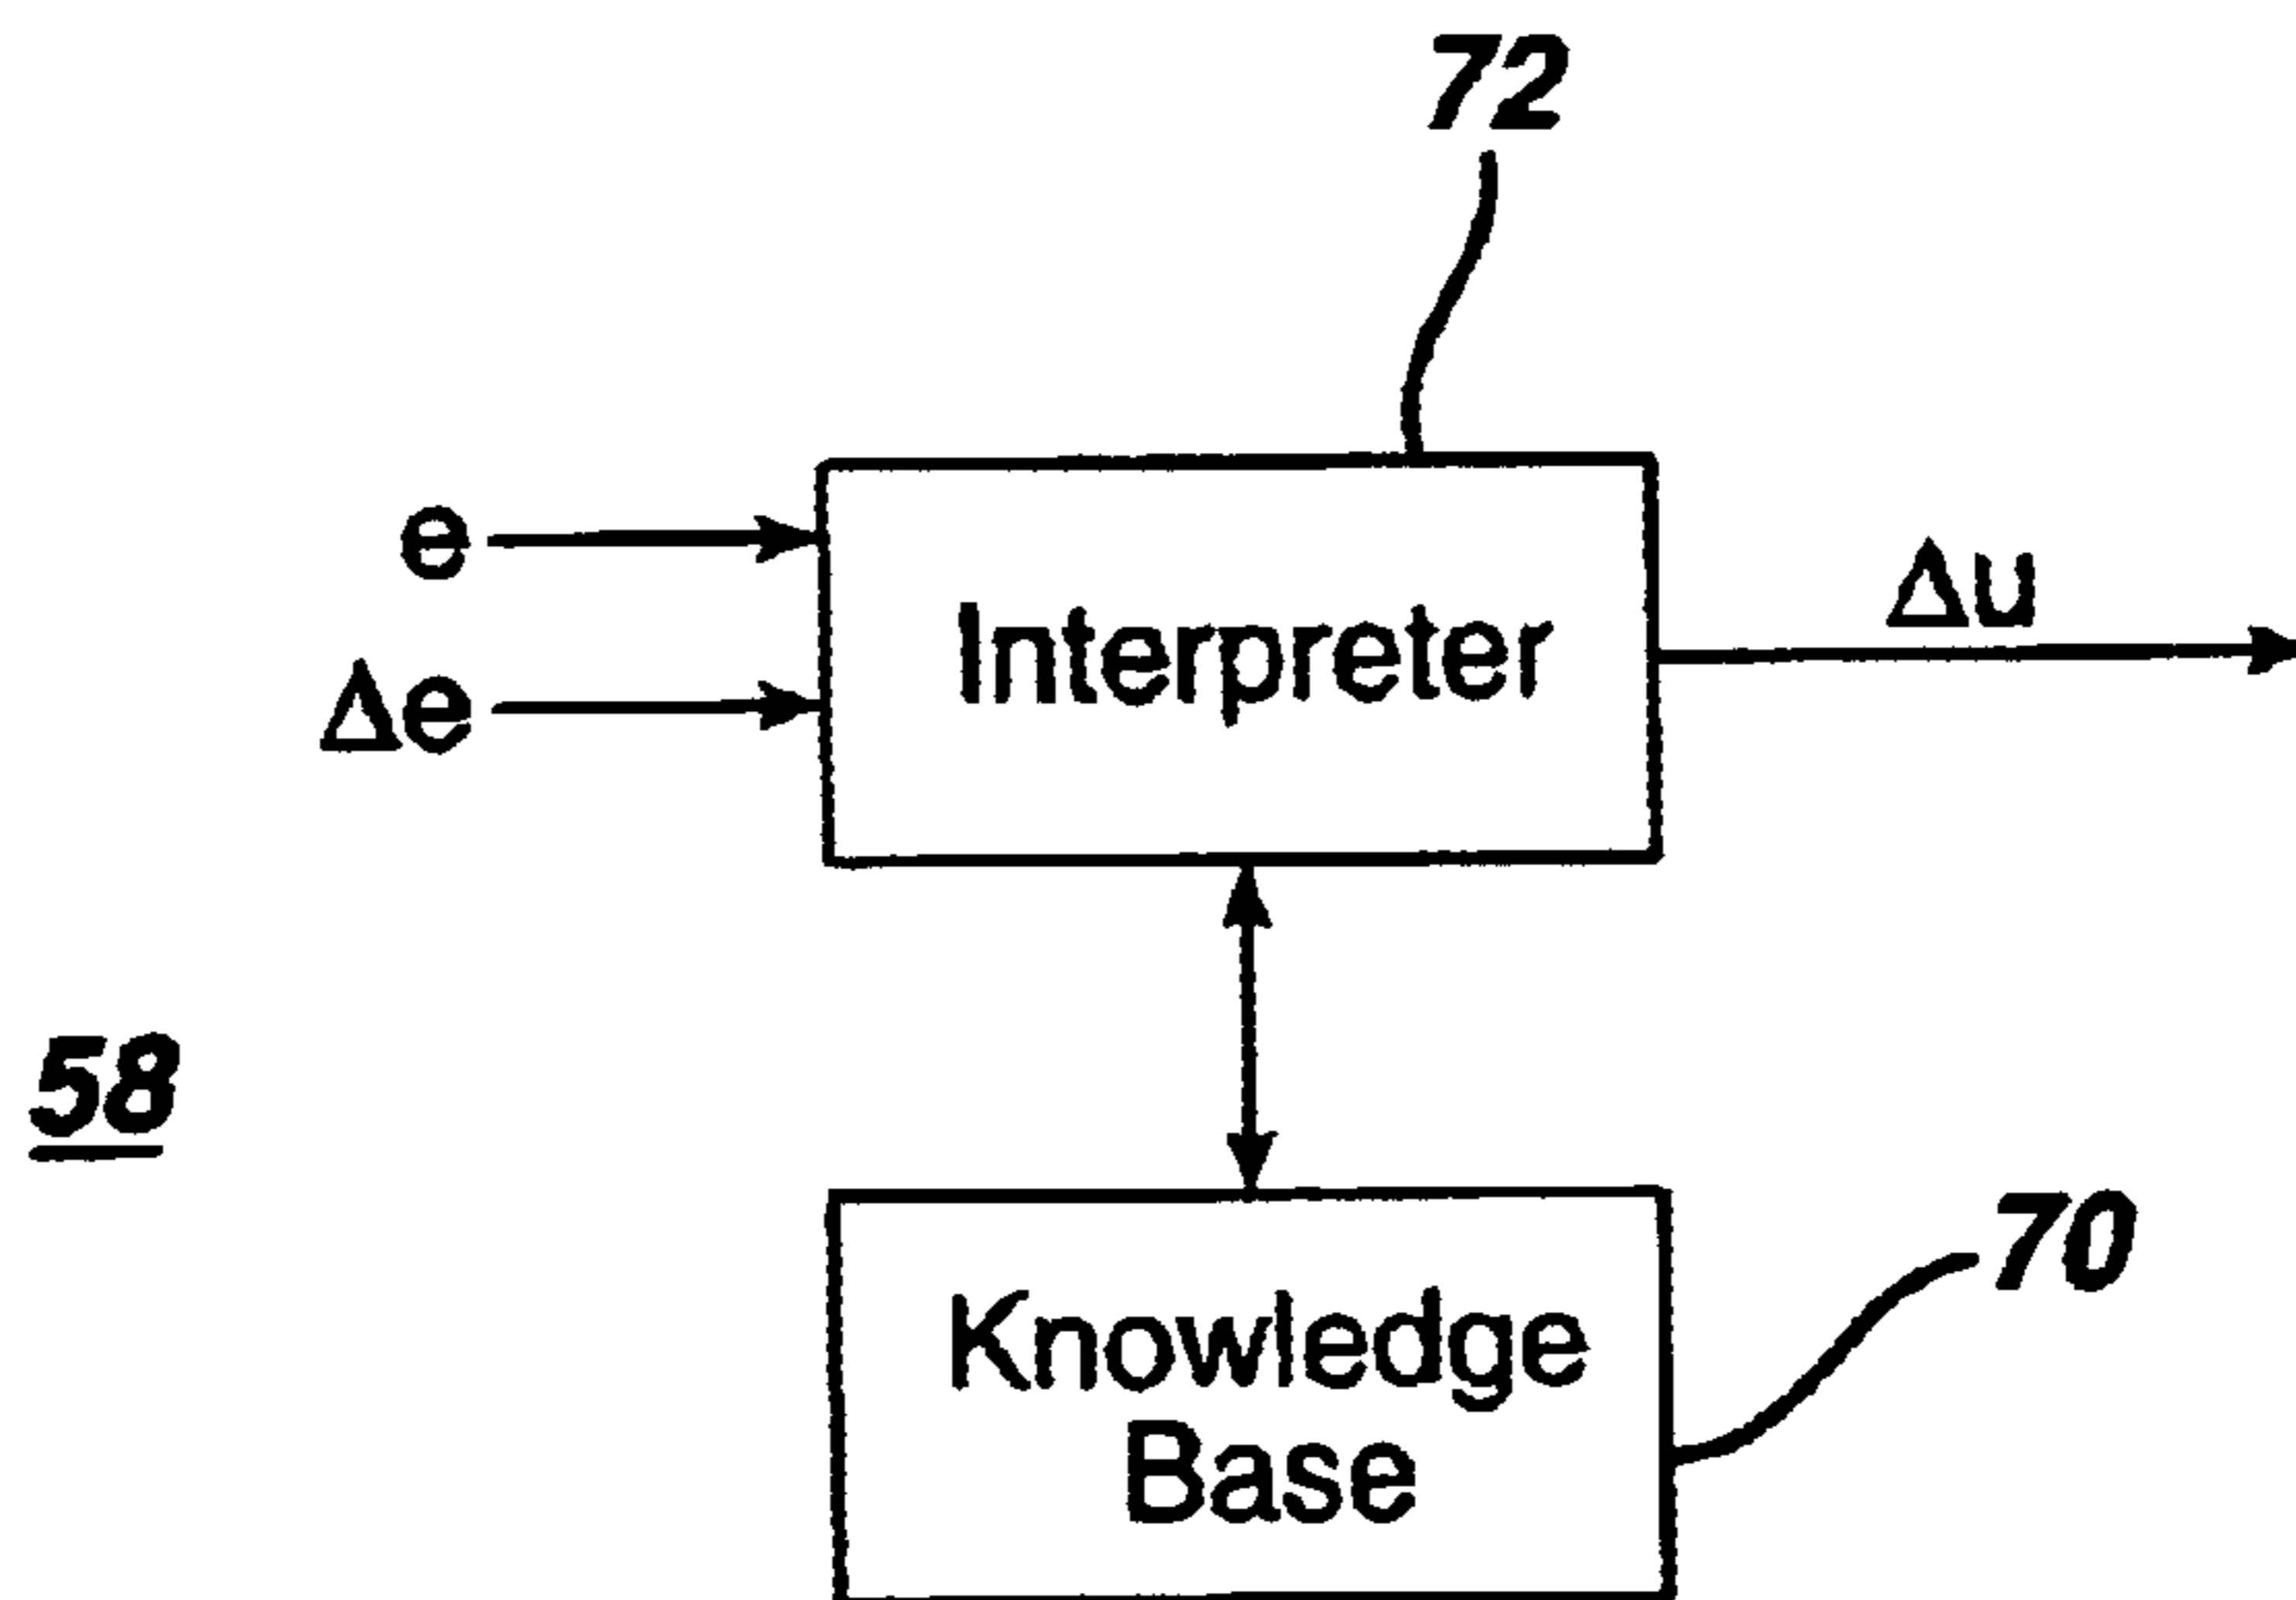 72
e
Δe
Interpreter
Δu
58
Knowledge
Base
70